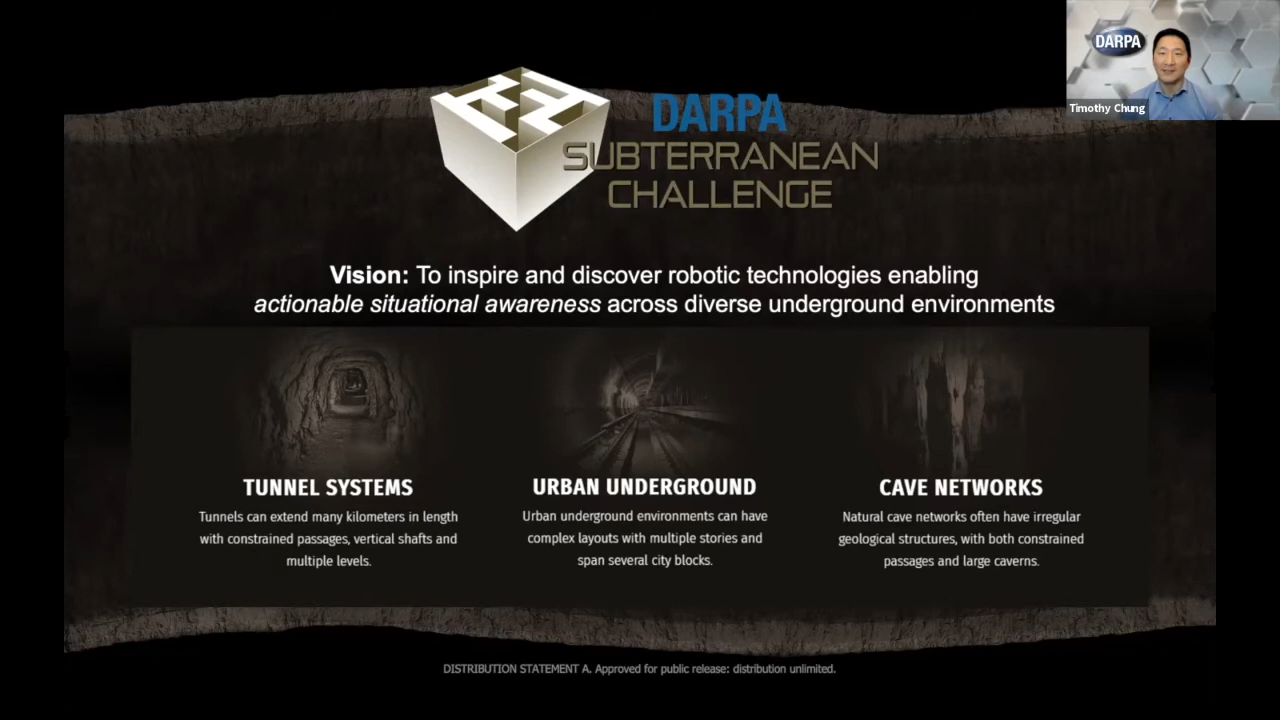 DARPA
Timothy Chung
DARPA
SUBTERRANEAN
CHALLENGE
Vision: To inspire and discover robotic technologies enabling
actionable situational awareness across diverse underground environments
TUNNEL SYSTEMS
Tunnels can extend many kilometers in length
with constrained passages, vertical shafts and
multiple levels.
URBAN UNDERGROUND
Urban underground environments can have
complex layouts with multiple stories and
span several city blocks.
CAVE NETWORKS
Natural cave networks often have irregular
geological structures, with both constrained
passages and large caverns.
DISTRIBUTION STATEMENT A. Approved for public release: distribution unlimited.